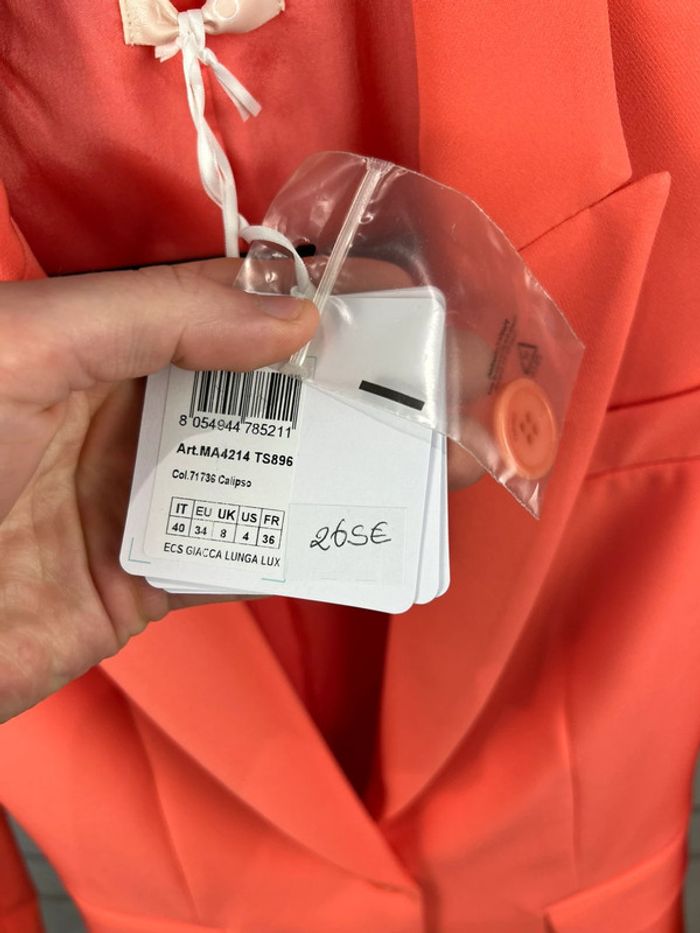 8 054944 785211
Art.MA4214 TS896
Col.71736 Calipso
IT EU UK US FR
40 34 8 4 36
ECS GIACCA LUNGA LUX
26SE